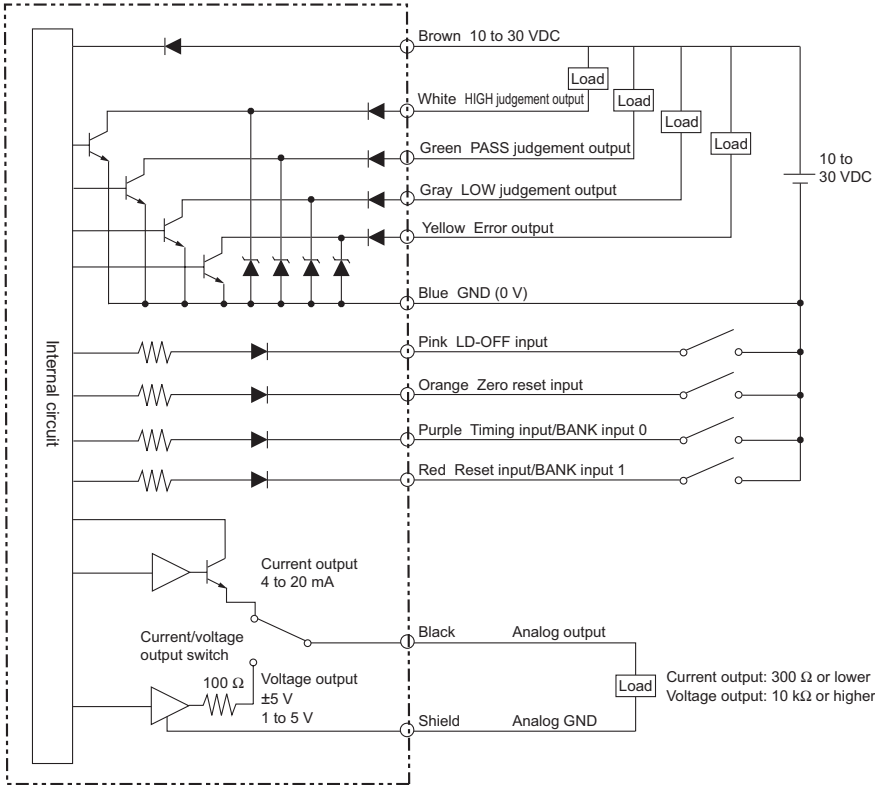 Brown 10 to 30 VDC
Load
White HIGH judgement output
Load
Load
Green PASS judgement output
Load
10 to
30 VDC
Gray LOW judgement output
Yellow Error output
Blue GND (0 V)
Internal circuit
Pink LD-OFF input
Orange Zero reset input
Purple Timing input/BANK input 0
Red Reset input/BANK input 1
Current output
4 to 20 mA
Current/voltage
output switch
Black Analog output
100 Ω
Voltage output
±5 V
1 to 5 V
Load
Current output: 300 Ω or lower
Voltage output: 10 kΩ or higher
Shield Analog GND